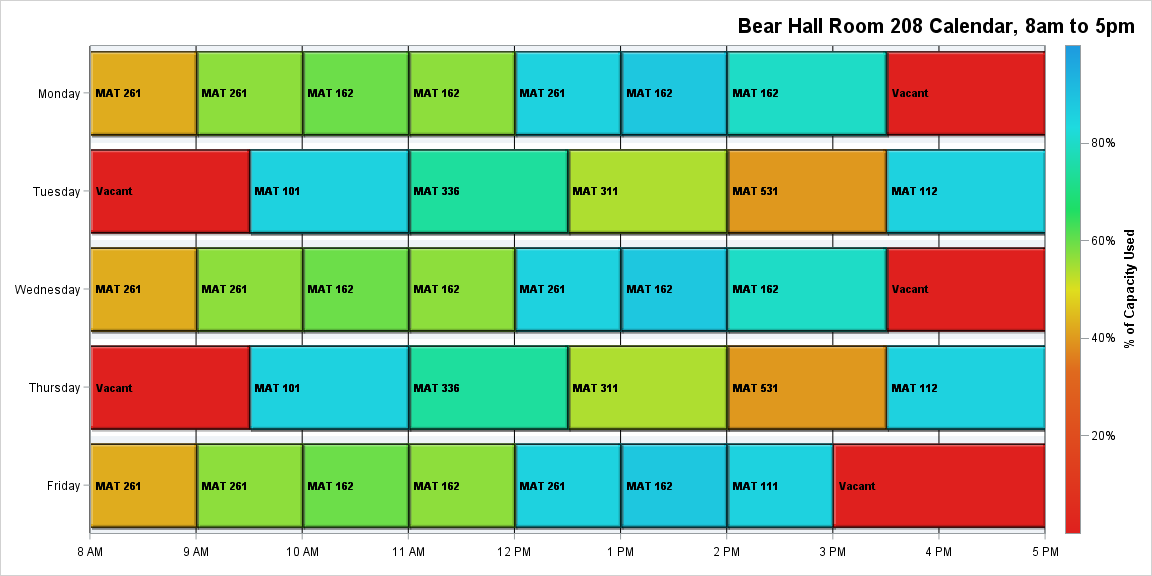 Bear Hall Room 208 Calendar, 8am to 5pm
Monday
MAT 261 MAT 261 MAT 162 MAT 162 MAT 261 MAT 162 MAT 162 Vacant
Tuesday
Vacant MAT 101 MAT 336 MAT 311 MAT 531 MAT 112
Wednesday
MAT 261 MAT 261 MAT 162 MAT 162 MAT 261 MAT 162 MAT 162 Vacant
Thursday
Vacant MAT 101 MAT 336 MAT 311 MAT 531 MAT 112
Friday
MAT 261 MAT 261 MAT 162 MAT 162 MAT 261 MAT 162 MAT 111 Vacant
8 AM 9 AM 10 AM 11 AM 12 PM 1 PM 2 PM 3 PM 4 PM 5 PM
80%
60%
40%
20%
% of Capacity Used